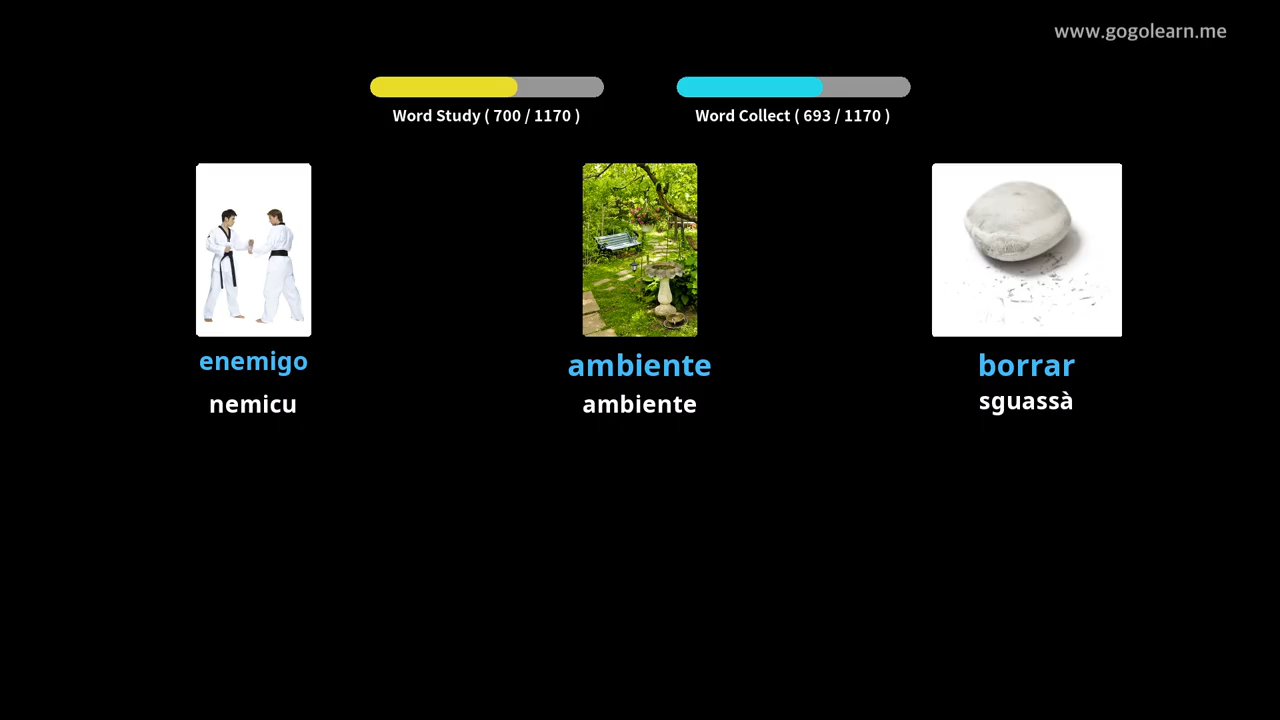 www.gogolearn.me
Word Study ( 700 / 1170 )
Word Collect ( 693 / 1170 )
enemigo
nemicu
ambiente
ambiente
borrar
sguassà